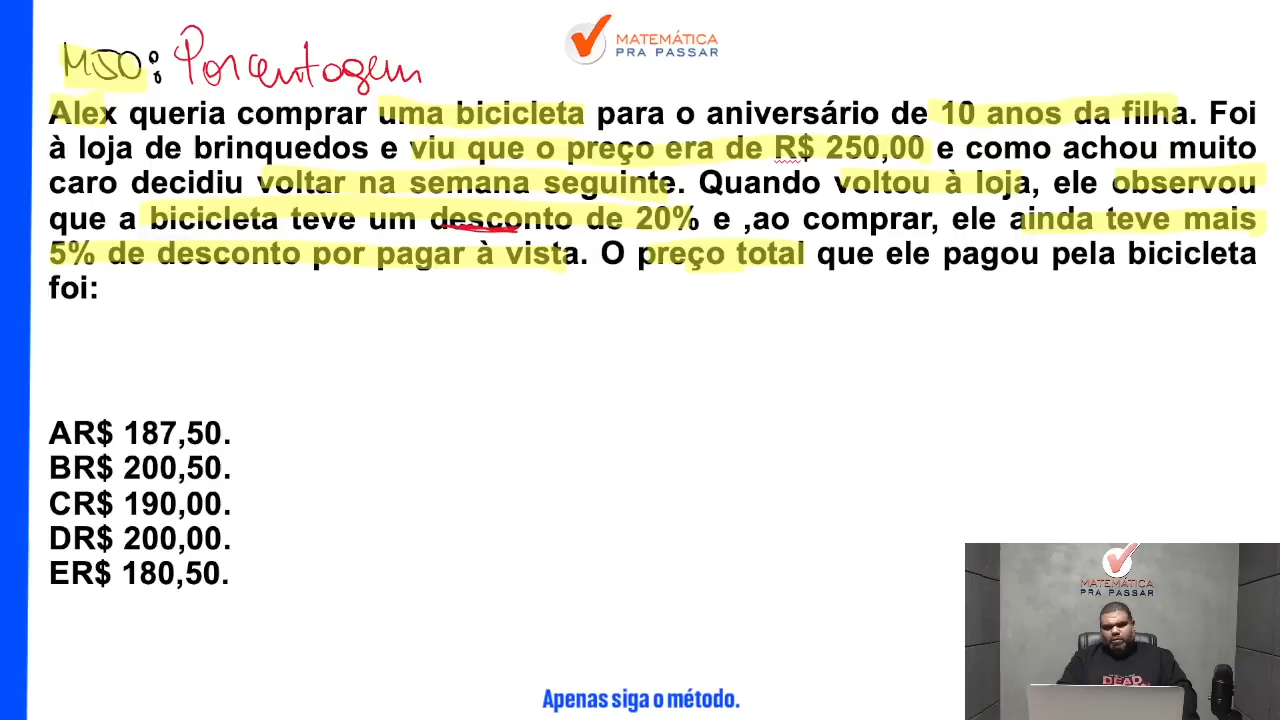 MATEMÁTICA
PRA PASSAR
MJO: Porcentagem
Alex queria comprar uma bicicleta para o aniversário de 10 anos da filha. Foi
à loja de brinquedos e viu que o preço era de R$ 250,00 e como achou muito
caro decidiu voltar na semana seguinte. Quando voltou à loja, ele observou
que a bicicleta teve um desconto de 20% e ,ao comprar, ele ainda teve mais
5% de desconto por pagar à vista. O preço total que ele pagou pela bicicleta
foi:
AR$ 187,50.
BR$ 200,50.
CR$ 190,00.
DR$ 200,00.
ER$ 180,50.
MATEMÁTICA
PRA PASSAR
DEAD
Apenas siga o método.